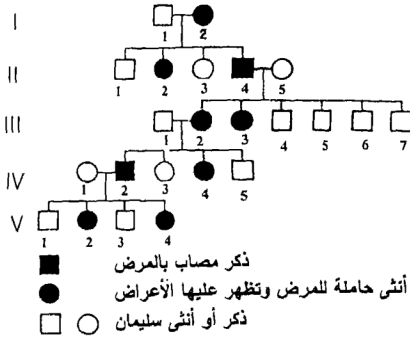 I
1 2
II
1 2 3 4 5
III
1 2 3 4 5 6 7
IV
1 2 3 4 5
V
1 2 3 4
ذكر مصاب بالمرض
أنثى حاملة للمرض وتظهر عليها الأعراض
ذكر أو أنثى سليمان